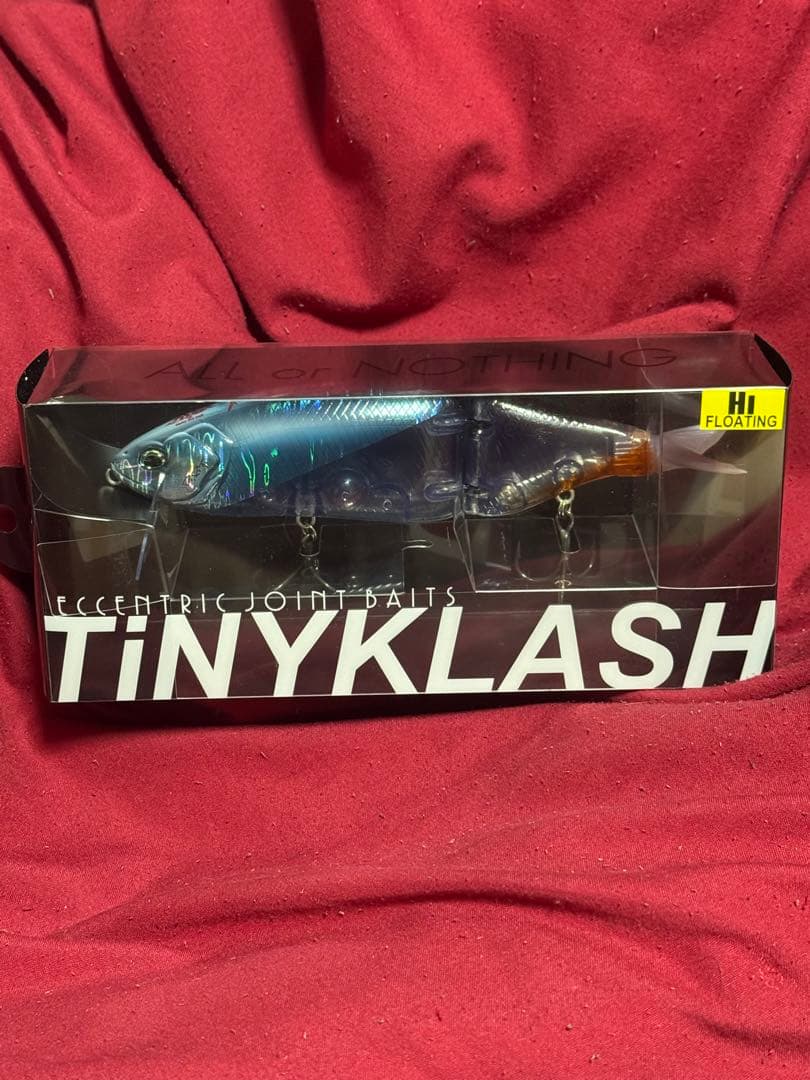 ALL or NOTHING
Hi
FLOATING
ECCENTRIC JOINT BAITS
TiNYKLASH